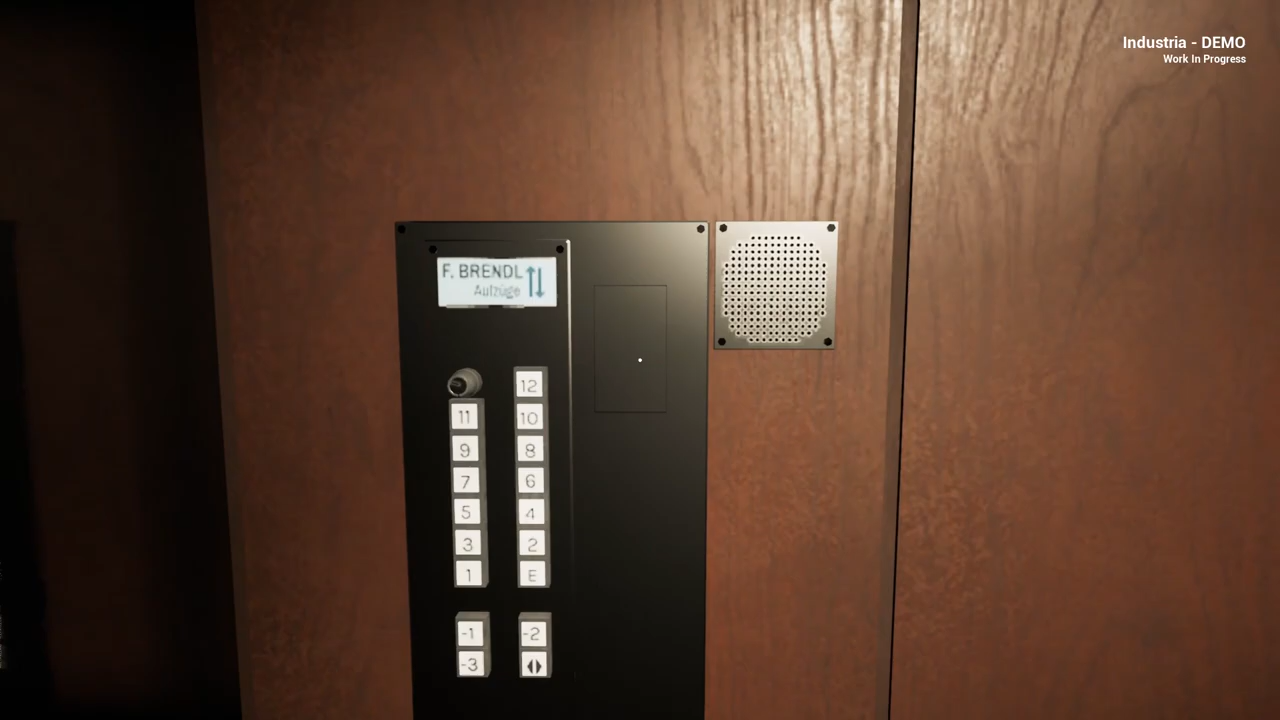 Industria - DEMO
Work In Progress
F. BRENDL
Aufzüge
12
11 10
9 8
7 6
5 4
3 2
1 E
-1 -2
-3